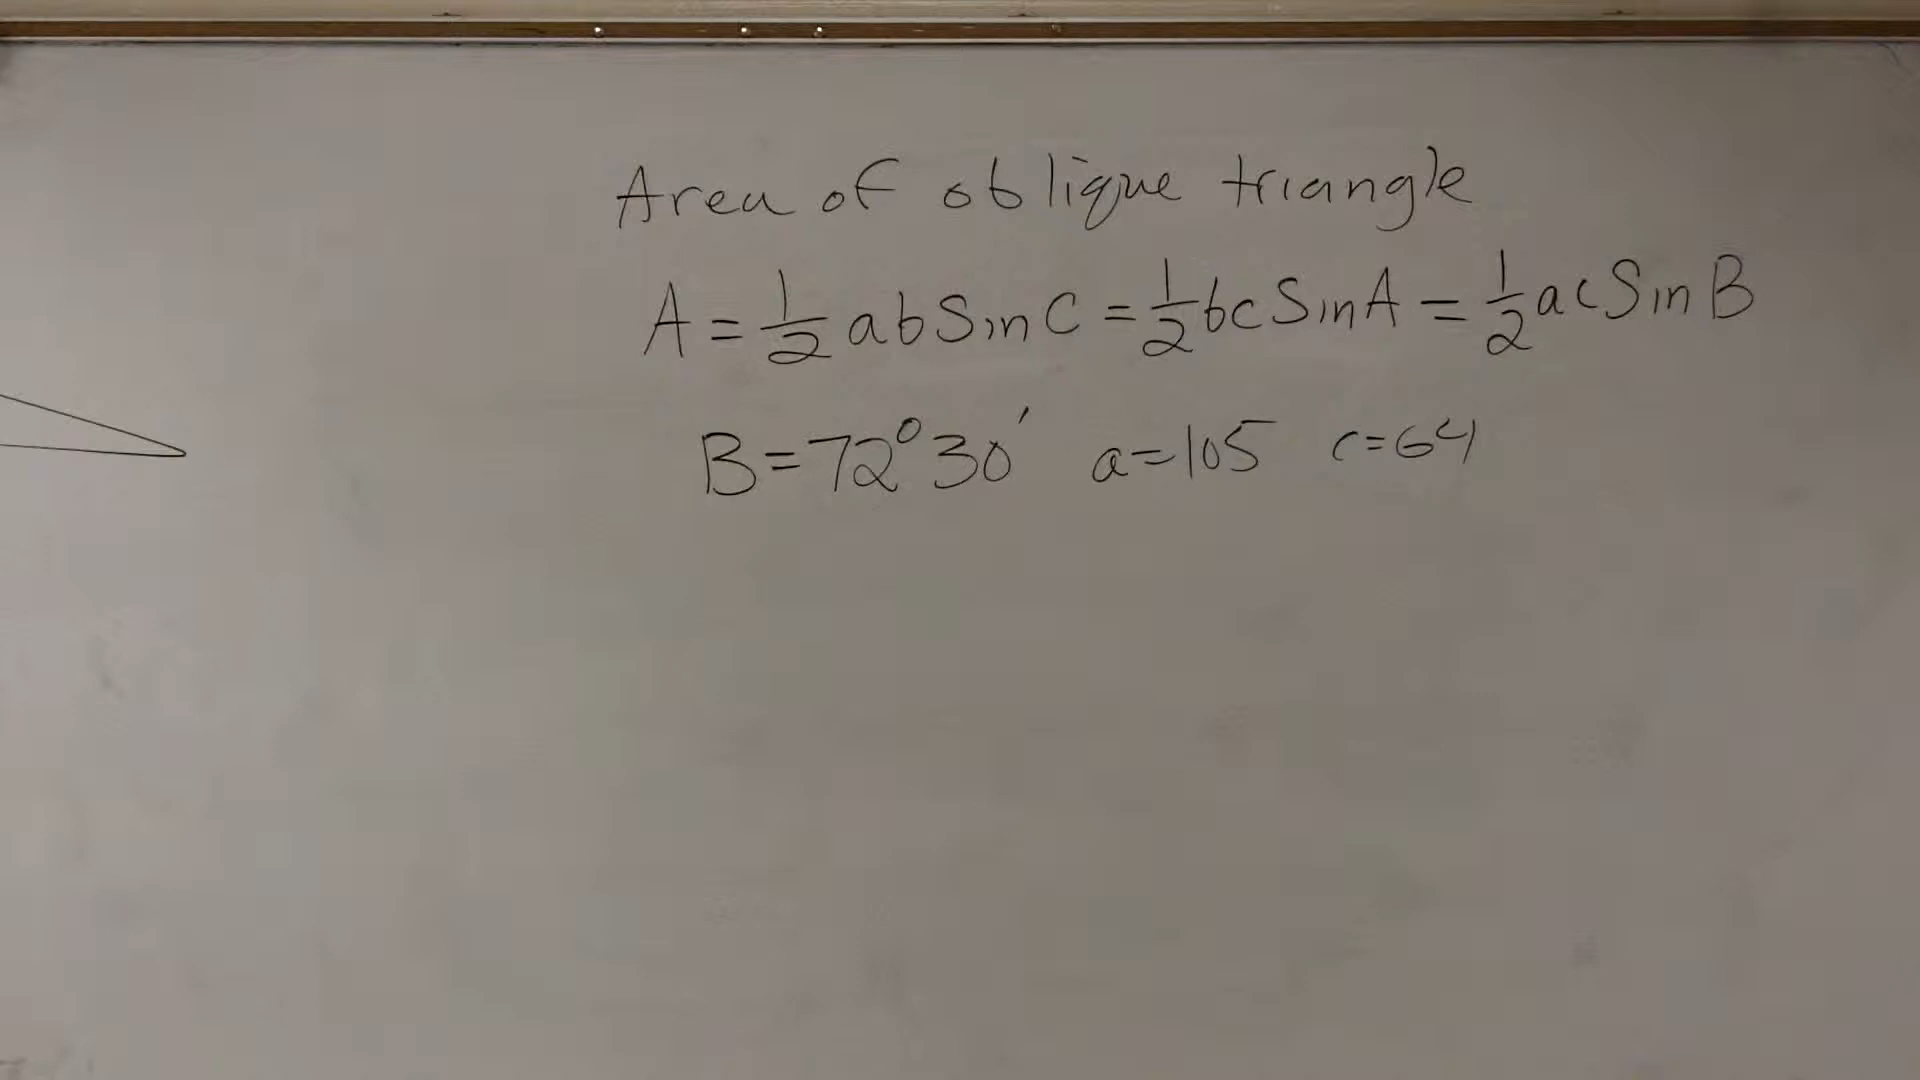 Area of oblique triangle
A = 1/2 ab Sin C = 1/2 bc Sin A = 1/2 ac Sin B
B = 72°30′ a = 105 c = 64